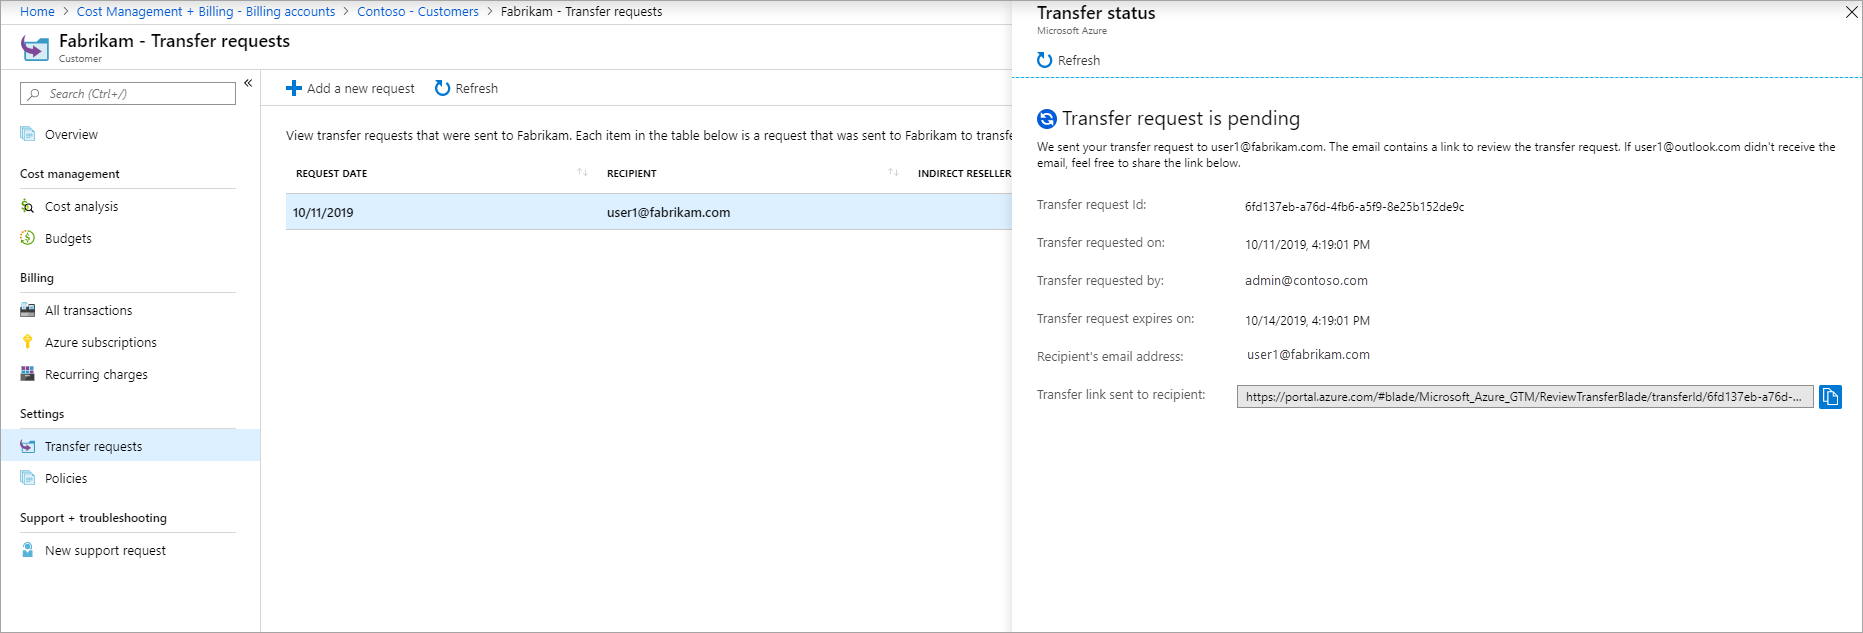 Home > Cost Management + Billing - Billing accounts > Contoso - Customers > Fabrikam - Transfer requests
Fabrikam - Transfer requests
Customer
Search (Ctrl+/)
«
Overview
Cost management
Cost analysis
Budgets
Billing
All transactions
Azure subscriptions
Recurring charges
Settings
Transfer requests
Policies
Support + troubleshooting
New support request
Add a new request Refresh
View transfer requests that were sent to Fabrikam. Each item in the table below is a request that was sent to Fabrikam to transfe
REQUEST DATE ↑↓ RECIPIENT ↑↓ INDIRECT RESELLER
10/11/2019 user1@fabrikam.com
Transfer status
Microsoft Azure
Refresh
Transfer request is pending
We sent your transfer request to user1@fabrikam.com. The email contains a link to review the transfer request. If user1@outlook.com didn't receive the
email, feel free to share the link below.
Transfer request Id: 6fd137eb-a76d-4fb6-a5f9-8e25b152de9c
Transfer requested on: 10/11/2019, 4:19:01 PM
Transfer requested by: admin@contoso.com
Transfer request expires on: 10/14/2019, 4:19:01 PM
Recipient's email address: user1@fabrikam.com
Transfer link sent to recipient: https://portal.azure.com/#blade/Microsoft_Azure_GTM/ReviewTransferBlade/transferId/6fd137eb-a76d-...